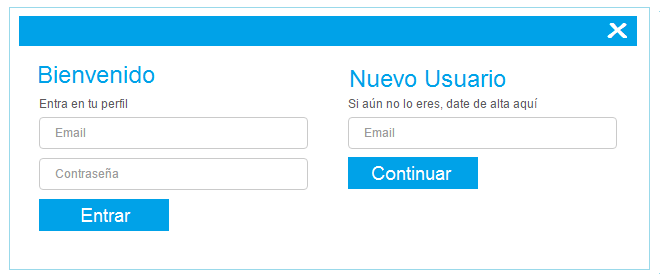 Bienvenido
Entra en tu perfil
Email
Contraseña
Entrar
Nuevo Usuario
Si aún no lo eres, date de alta aquí
Email
Continuar